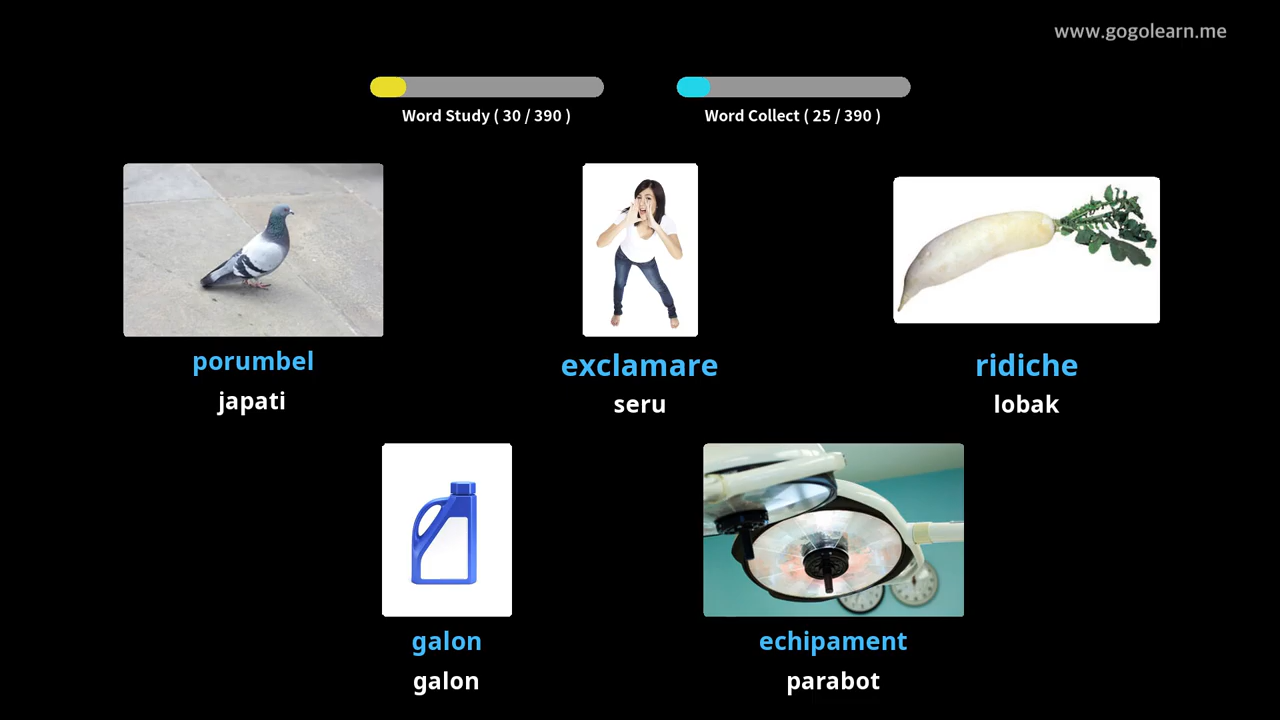 www.gogolearn.me
Word Study ( 30 / 390 )
Word Collect ( 25 / 390 )
porumbel
japati
exclamare
seru
ridiche
lobak
galon
galon
echipament
parabot